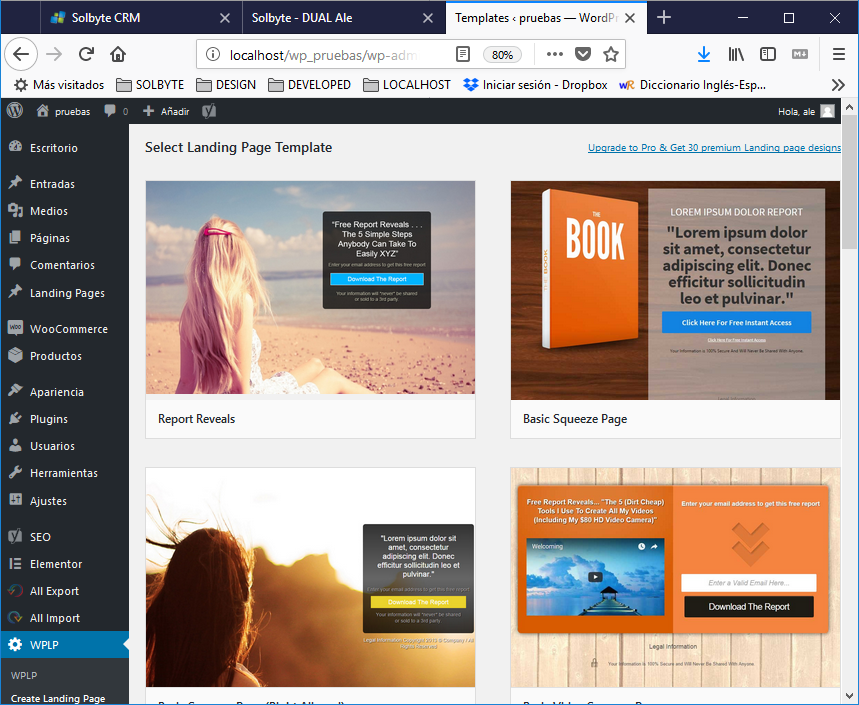 Solbyte CRM
Solbyte - DUAL Ale
Templates ‹ pruebas — WordPr
localhost/wp_pruebas/wp-adm
80%
Más visitados
SOLBYTE
DESIGN
DEVELOPED
LOCALHOST
Iniciar sesión - Dropbox
wR
Diccionario Inglés-Esp...
pruebas
0
Añadir
Hola, ale
Escritorio
Entradas
Medios
Páginas
Comentarios
Landing Pages
WooCommerce
Productos
Apariencia
Plugins
Usuarios
Herramientas
Ajustes
SEO
Elementor
All Export
All Import
WPLP
WPLP
Create Landing Page
Select Landing Page Template
Upgrade to Pro & Get 30 premium Landing page designs
"Free Report Reveals . . .
The 5 Simple Steps
Anybody Can Take To
Easily XYZ"
Enter your email address to get this free report
Download The Report
Your information will *never* be shared
or sold to a 3rd party
Report Reveals
THE
BOOK
THE BOOK
LOREM IPSUM DOLOR REPORT
"Lorem ipsum dolor
sit amet, consectetur
adipiscing elit. Donec
efficitur sollicitudin
leo et pulvinar."
Click Here For Free Instant Access
Click Here For Free Instant Access
Your Information is 100% Secure And Will Never Be Shared With Anyone.
Basic Squeeze Page
"Lorem ipsum dolor
sit amet, consectetur
adipiscing elit. Donec
efficitur sollicitudin
leo et pulvinar."
Enter your email address to get this free report
Download The Report
Your information will *never* be shared
or sold to a 3rd party
Legal Information Copyright 2013 © Company / All
Rights Reserved
Free Report Reveals... "The 5 (Dirt Cheap)
Tools I Use To Create All My Videos
(Including My $80 HD Video Camera)"
Welcoming
Enter your email address to get this free report
Enter a Valid Email Here...
Download The Report
Legal Information
Your Information is 100% Secure and Will Never Be Shared With Anyone